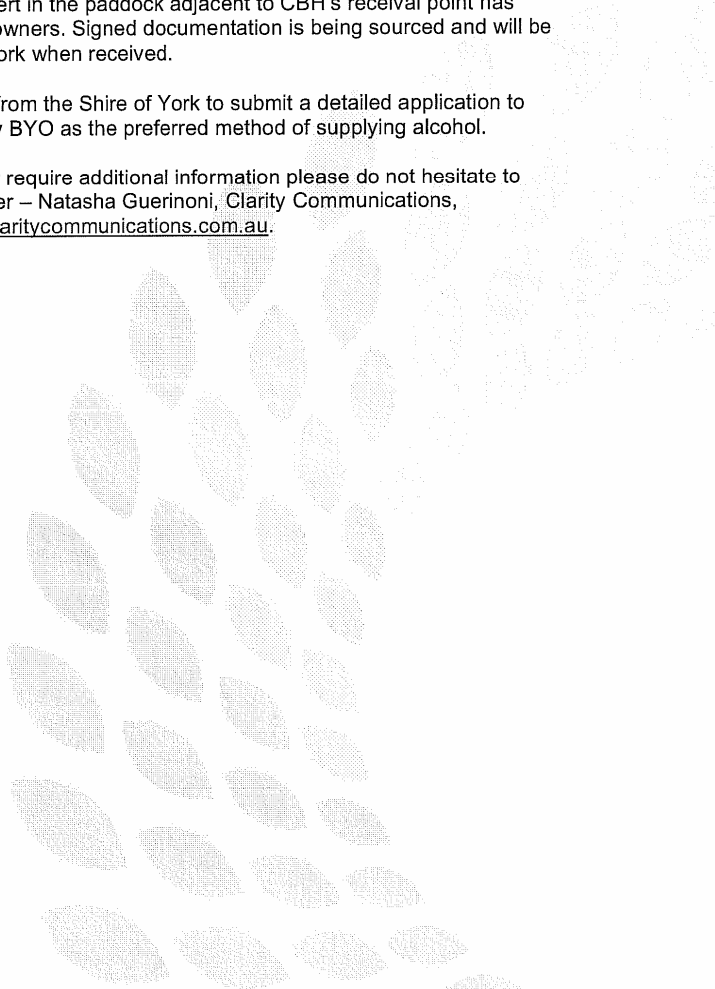 ert in the paddock adjacent to CBH's receival point has
owners. Signed documentation is being sourced and will be
ork when received.
from the Shire of York to submit a detailed application to
y BYO as the preferred method of supplying alcohol.
require additional information please do not hesitate to
er – Natasha Guerinoni, Clarity Communications,
aritycommunications.com.au.